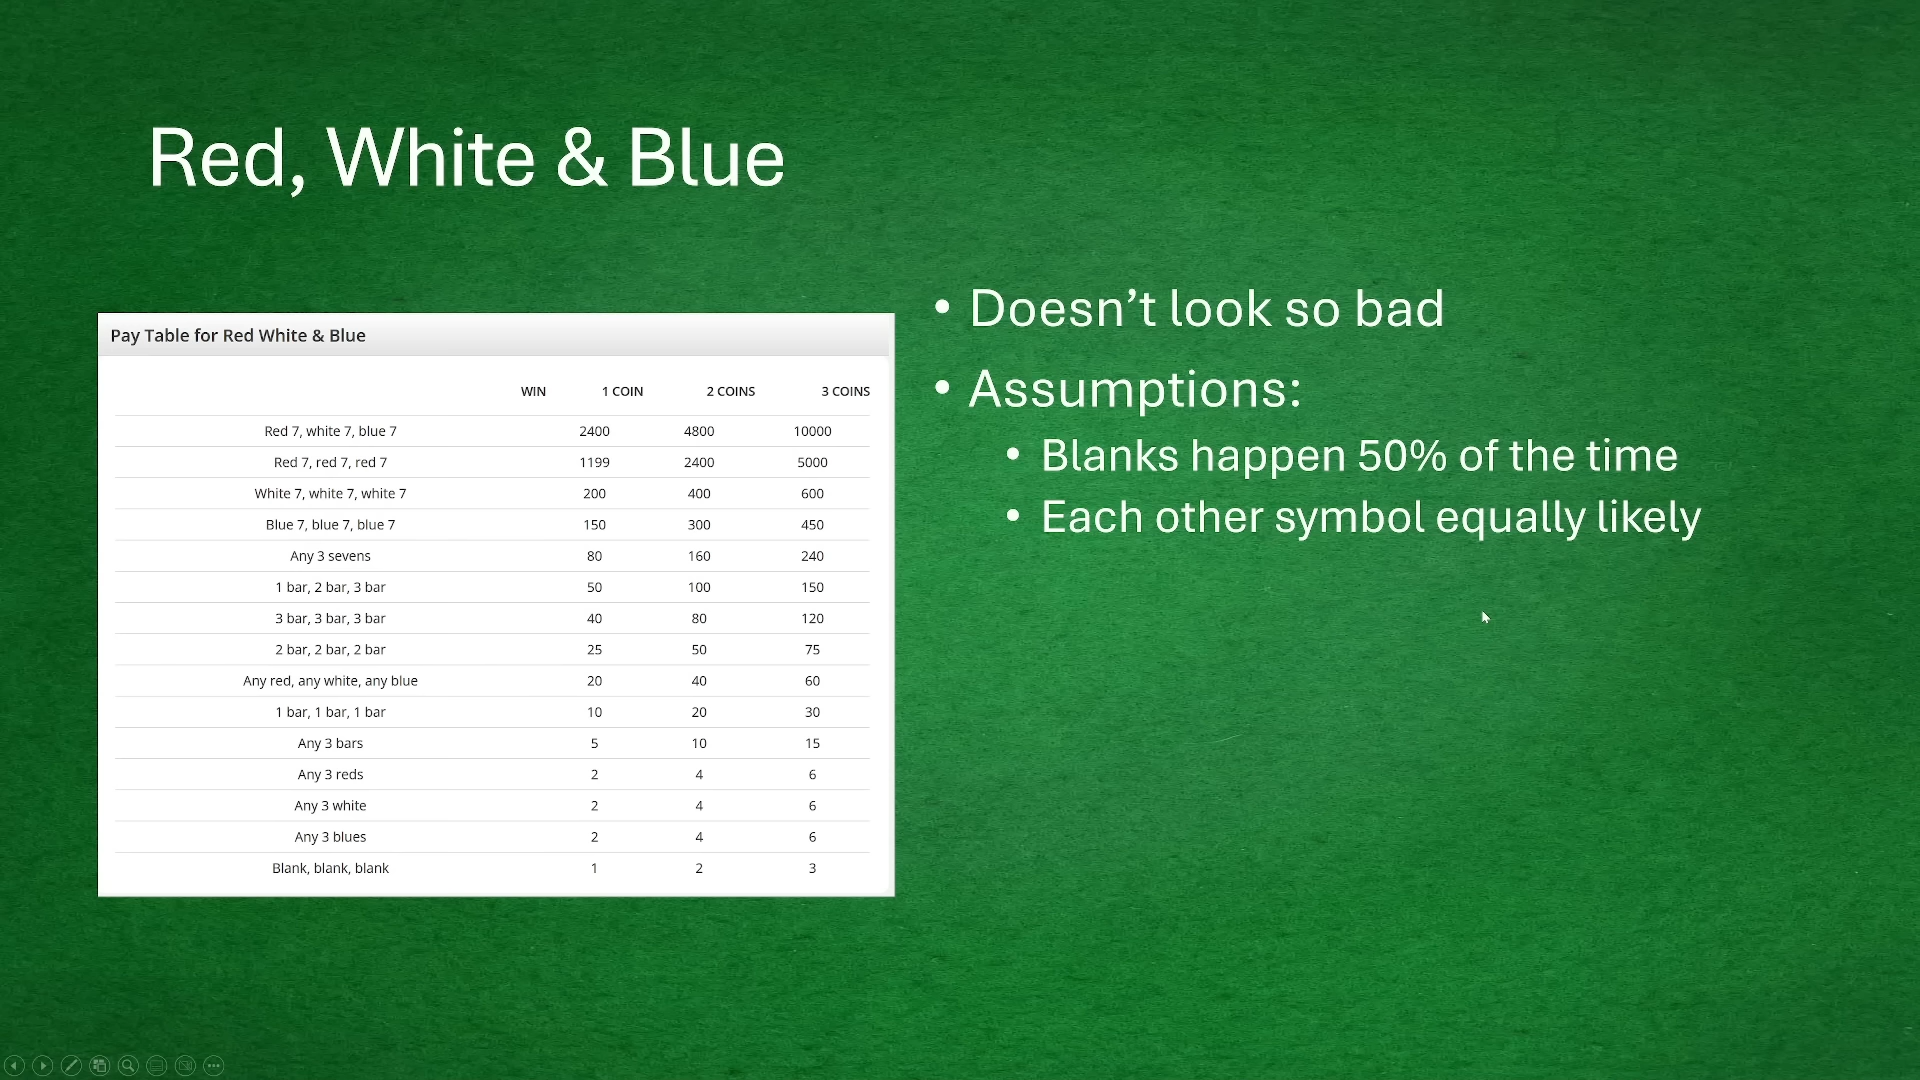 Red, White & Blue
Pay Table for Red White & Blue
WIN 1 COIN 2 COINS 3 COINS
Red 7, white 7, blue 7 2400 4800 10000
Red 7, red 7, red 7 1199 2400 5000
White 7, white 7, white 7 200 400 600
Blue 7, blue 7, blue 7 150 300 450
Any 3 sevens 80 160 240
1 bar, 2 bar, 3 bar 50 100 150
3 bar, 3 bar, 3 bar 40 80 120
2 bar, 2 bar, 2 bar 25 50 75
Any red, any white, any blue 20 40 60
1 bar, 1 bar, 1 bar 10 20 30
Any 3 bars 5 10 15
Any 3 reds 2 4 6
Any 3 white 2 4 6
Any 3 blues 2 4 6
Blank, blank, blank 1 2 3
• Doesn’t look so bad
• Assumptions:
• Blanks happen 50% of the time
• Each other symbol equally likely